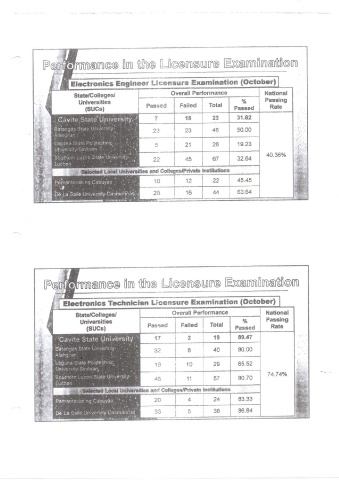 Performance in the Licensure Examination
Electronics Engineer Licensure Examination (October)
State/Colleges/ Universities (SUCs) Overall Performance National Passing Rate
Passed Failed Total % Passed
Cavite State University 7 15 22 31.82
Batangas State University- Alangilan 23 23 46 50.00
Laguna State Polytechnic University-Siniloan 5 21 26 19.23
Southern Luzon State University- Lucban 22 45 67 32.84
40.36%
Selected Local Universities and Colleges/Private Institutions
Pamantasan ng Cabuyao 10 12 22 45.45
De La Salle University-Dasmarinas 28 16 44 63.64
Performance in the Licensure Examination
Electronics Technician Licensure Examination (October)
State/Colleges/ Universities (SUCs) Overall Performance National Passing Rate
Passed Failed Total % Passed
Cavite State University 17 2 19 89.47
Batangas State University- Alangilan 32 8 40 80.00
Laguna State Polytechnic University-Siniloan 19 10 29 65.52
Southern Luzon State University- Lucban 46 11 57 80.70
74.74%
Selected Local Universities and Colleges/Private Institutions
Pamantasan ng Cabuyao 20 4 24 83.33
De La Salle University-Dasmarinas 33 5 38 86.84